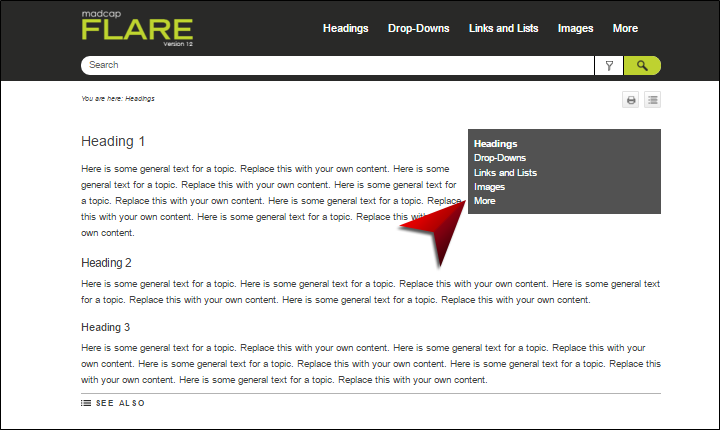 madcap
FLARE
Version 12
Headings Drop-Downs Links and Lists Images More
Search
You are here: Headings
Heading 1
Here is some general text for a topic. Replace this with your own content. Here is some
general text for a topic. Replace this with your own content. Here is some general text for
a topic. Replace this with your own content. Here is some general text for a topic. Replace
this with your own content. Here is some general text for a topic. Replace this with your
own content.
Headings
Drop-Downs
Links and Lists
Images
More
Heading 2
Here is some general text for a topic. Replace this with your own content. Here is some general text for a topic. Replace this with your own content. Here is some general text for a topic. Replace this with your own content.
Heading 3
Here is some general text for a topic. Replace this with your own content. Here is some general text for a topic. Replace this with your
own content. Here is some general text for a topic. Replace this with your own content. Here is some general text for a topic. Replace this
with your own content. Here is some general text for a topic. Replace this with your own content.
SEE ALSO